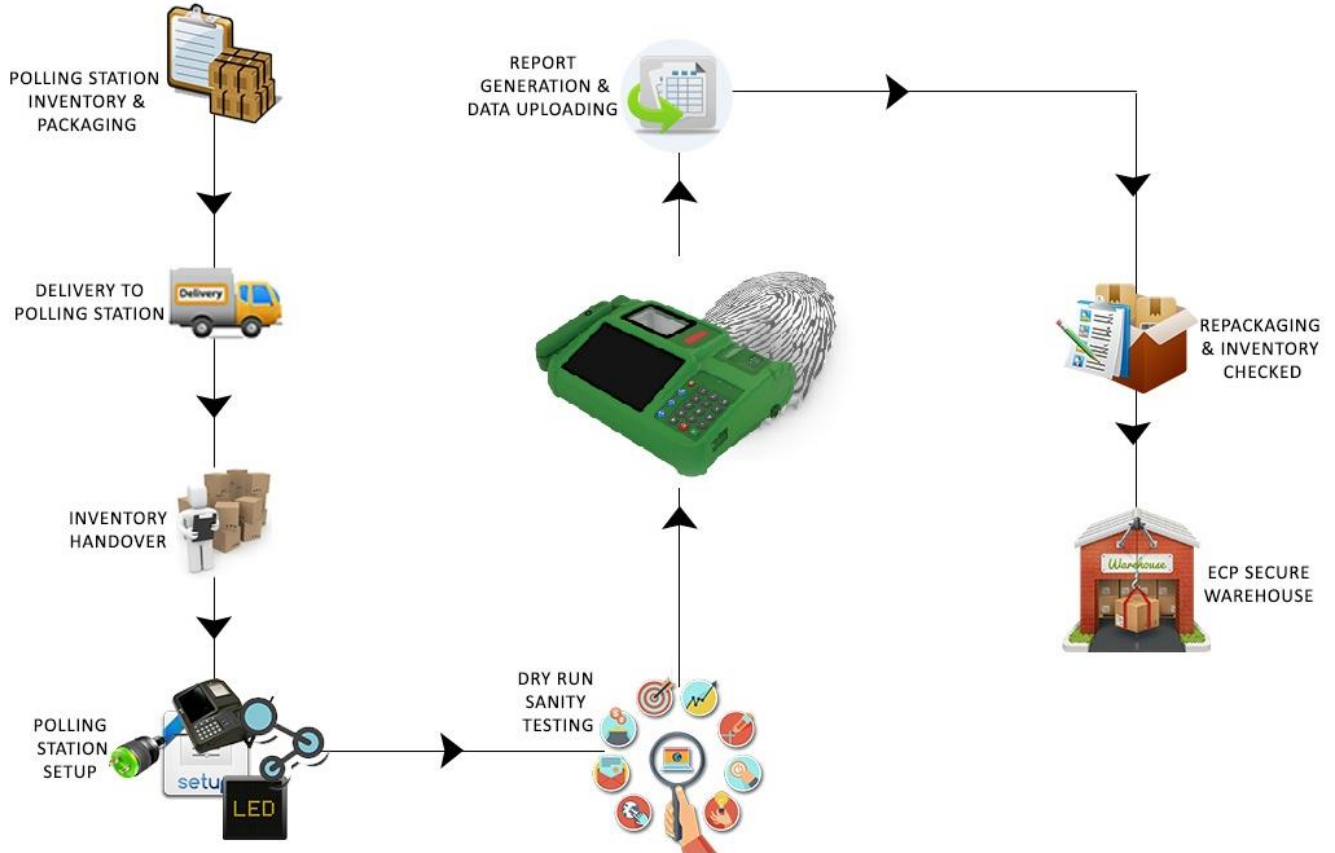 POLLING STATION
INVENTORY &
PACKAGING
DELIVERY TO
POLLING STATION
Delivery
INVENTORY
HANDOVER
POLLING
STATION
SETUP
setup
LED
DRY RUN
SANITY
TESTING
REPORT
GENERATION &
DATA UPLOADING
REPACKAGING
& INVENTORY
CHECKED
ECP SECURE
WAREHOUSE
Warehouse